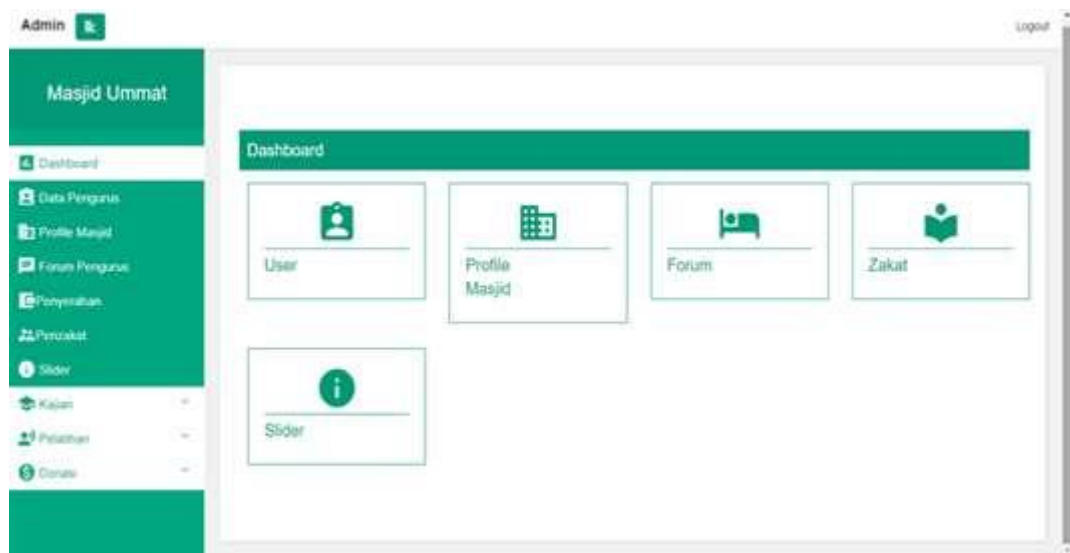 Admin
Logout
Masjid Ummat
Dashboard
Data Pengurus
Profile Masjid
Forum Pengurus
Penyerahan
Penzakat
Slider
Kajian
Pelatihan
Donasi
Dashboard
User
Profile
Masjid
Forum
Zakat
Slider